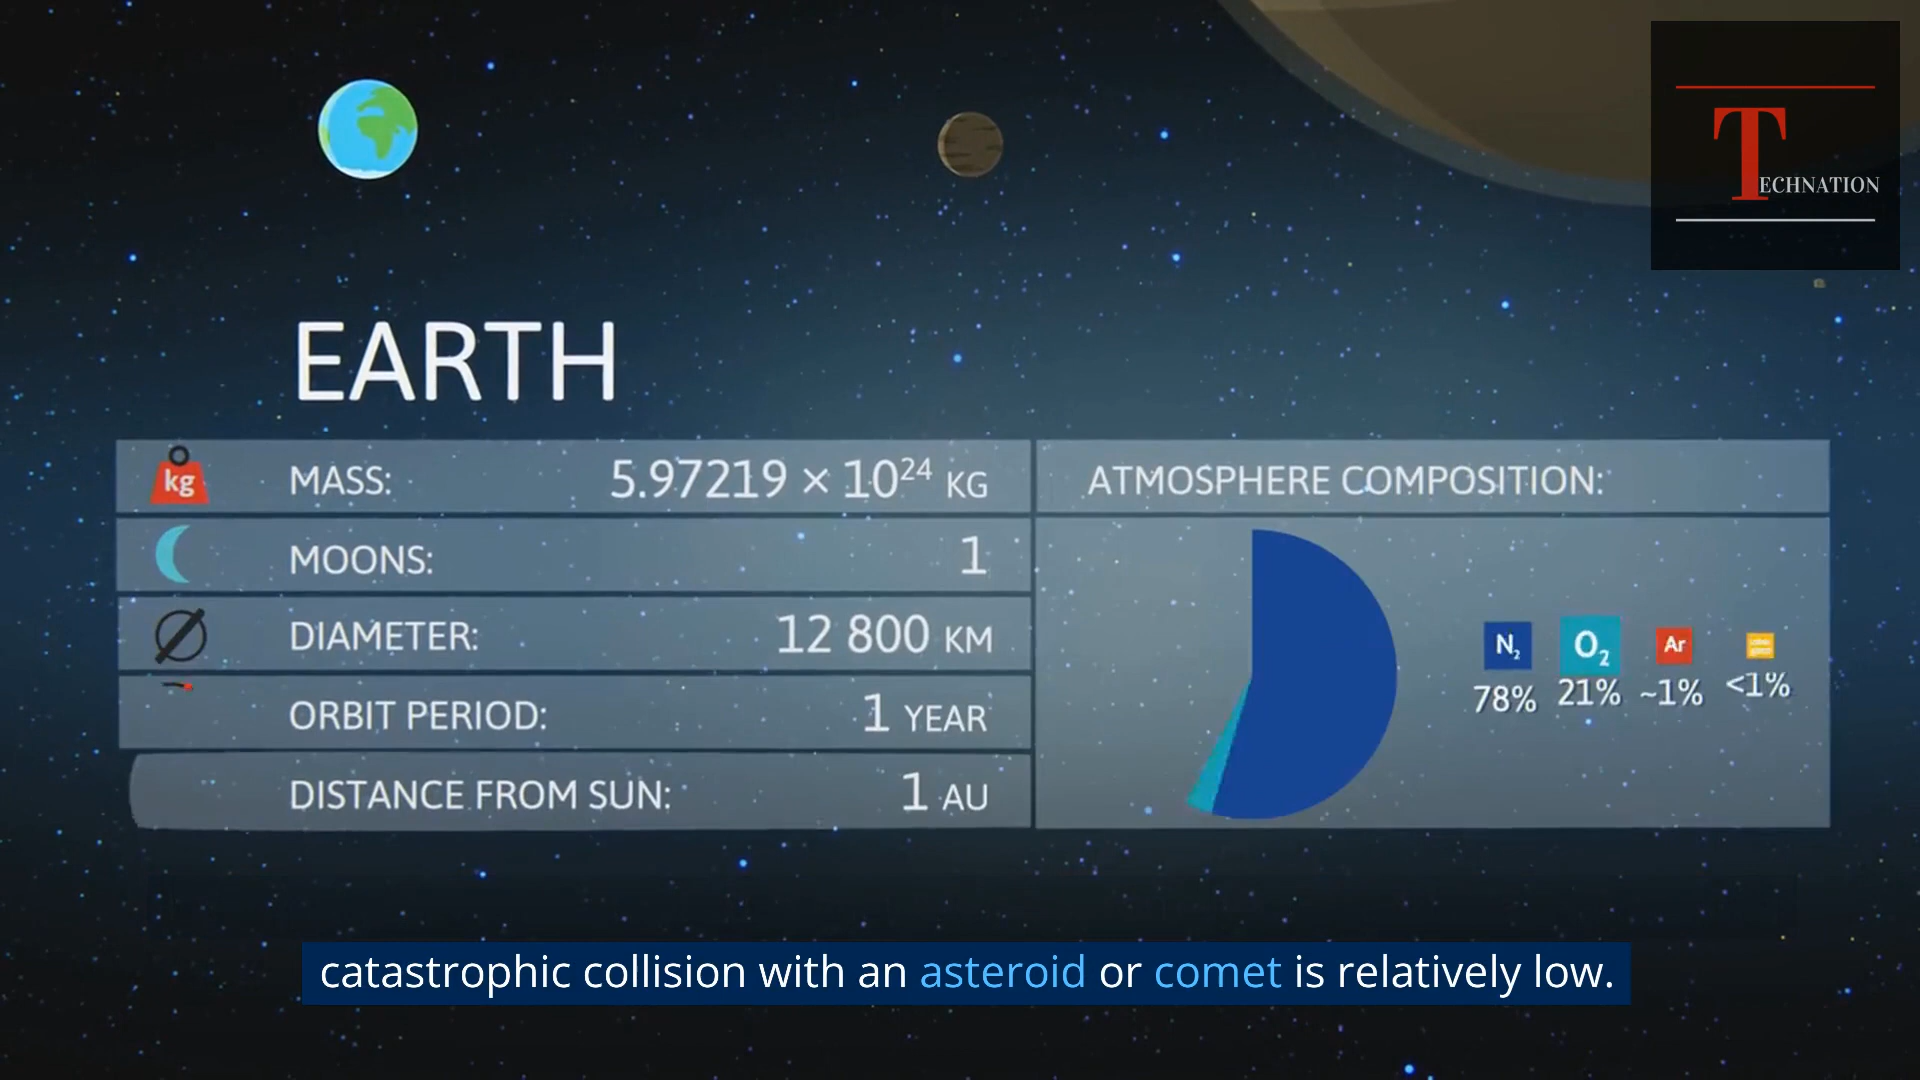 TECHNATION
EARTH
kg MASS: 5.97219 × 10²⁴ KG
MOONS: 1
DIAMETER: 12 800 KM
ORBIT PERIOD: 1 YEAR
DISTANCE FROM SUN: 1 AU
ATMOSPHERE COMPOSITION:
N₂ O₂ Ar
78% 21% ~1% <1%
catastrophic collision with an asteroid or comet is relatively low.